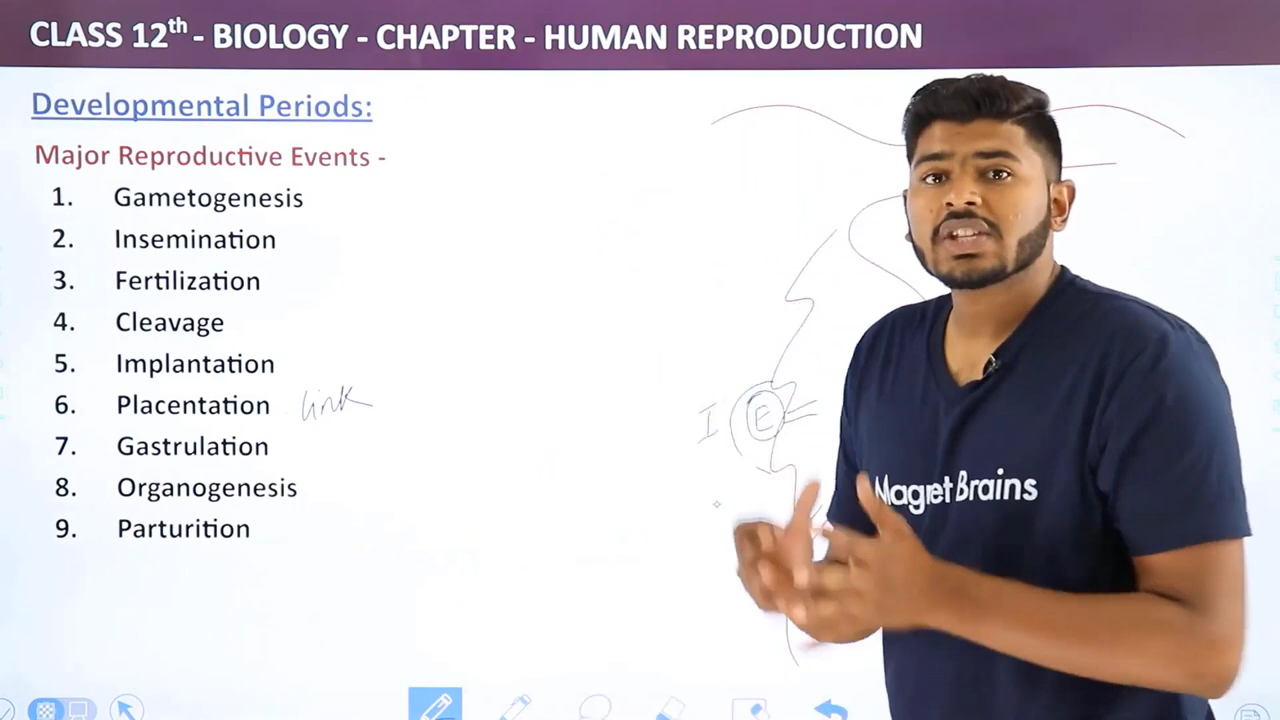 CLASS 12th - BIOLOGY - CHAPTER - HUMAN REPRODUCTION
Developmental Periods:
Major Reproductive Events -
1. Gametogenesis
2. Insemination
3. Fertilization
4. Cleavage
5. Implantation
6. Placentation link
7. Gastrulation
8. Organogenesis
9. Parturition
I E
Magnet Brains